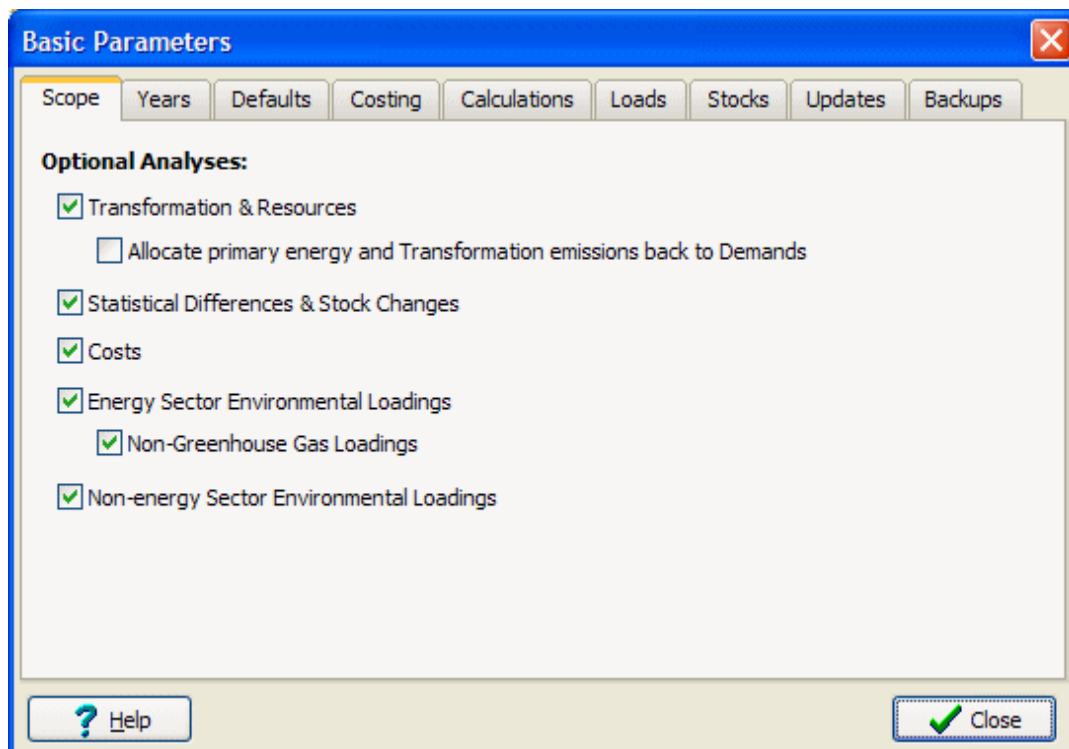 Basic Parameters
Scope Years Defaults Costing Calculations Loads Stocks Updates Backups
Optional Analyses:
Transformation & Resources
Allocate primary energy and Transformation emissions back to Demands
Statistical Differences & Stock Changes
Costs
Energy Sector Environmental Loadings
Non-Greenhouse Gas Loadings
Non-energy Sector Environmental Loadings
? Help Close